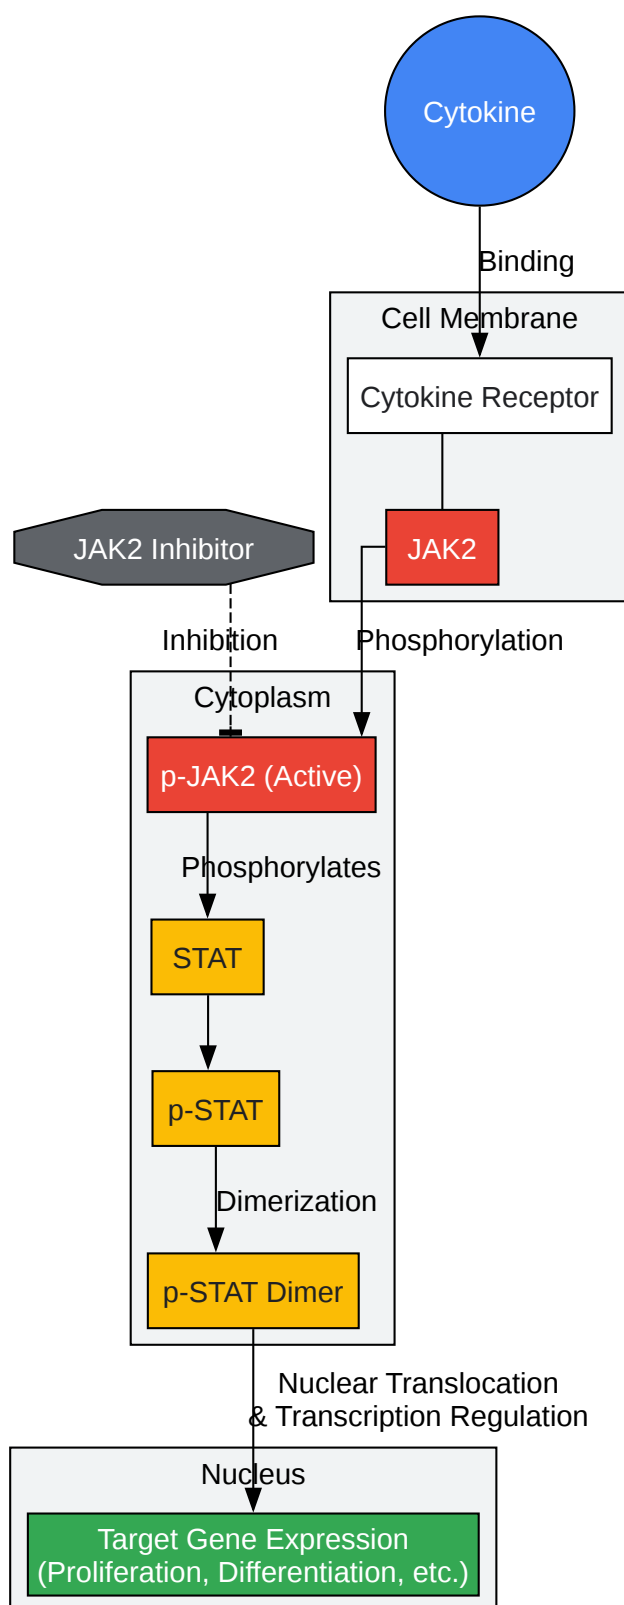 Cytokine
Binding
Cell Membrane
Cytokine Receptor
JAK2 Inhibitor
JAK2
Inhibition
Phosphorylation
Cytoplasm
p-JAK2 (Active)
Phosphorylates
STAT
p-STAT
Dimerization
p-STAT Dimer
Nuclear Translocation
& Transcription Regulation
Nucleus
Target Gene Expression
(Proliferation, Differentiation, etc.)